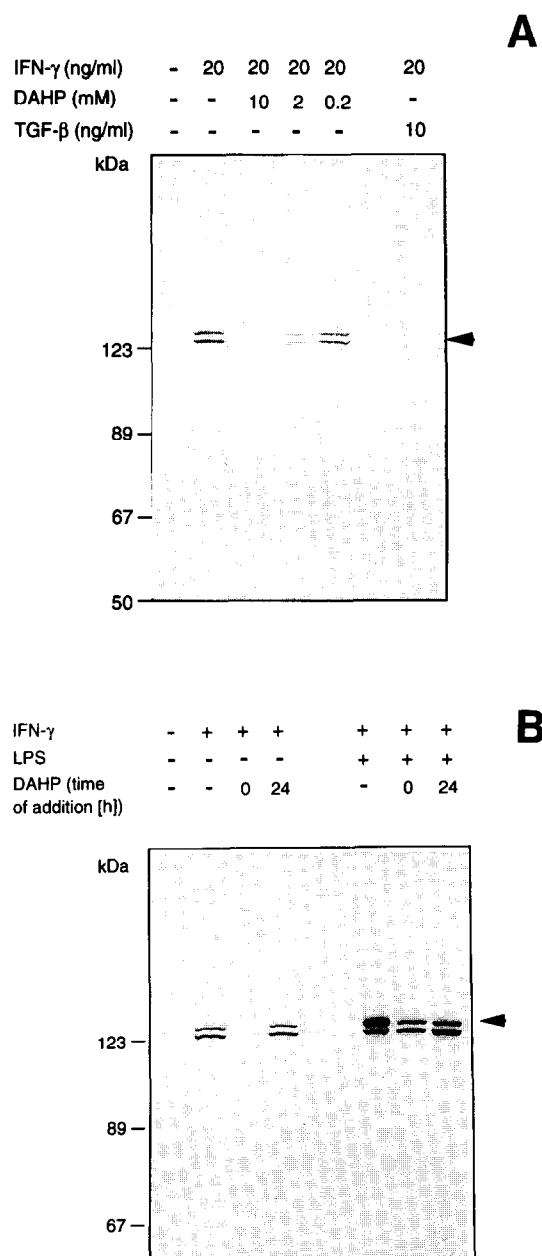 A
IFN-γ (ng/ml) - 20 20 20 20 20
DAHP (mM) - - 10 2 0.2 -
TGF-β (ng/ml) - - - - - 10
kDa
123
89
67
50
B
IFN-γ - + + + + + +
LPS - - - - + + +
DAHP (time - - 0 24 - 0 24
of addition [h])
kDa
123
89
67